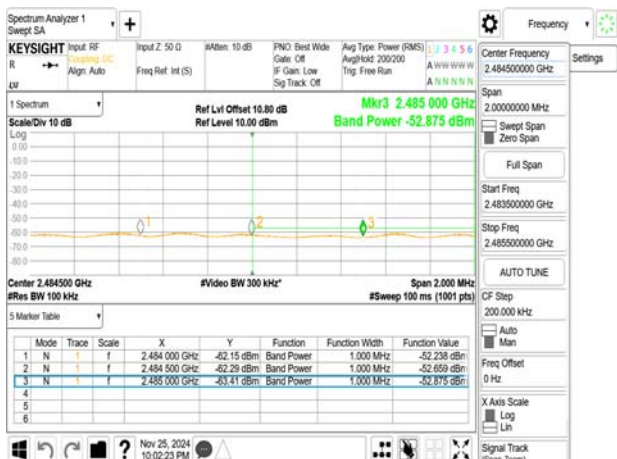 Spectrum Analyzer 1
Swept SA
Frequency
KEYSIGHT
Input: RF
Coupling: DC
Align: Auto
Input Z: 50 Ω
Freq Ref: Int (S)
#Atten: 10 dB
PNO: Best Wide
Gate: Off
IF Gain: Low
Sig Track: Off
Avg Type: Power (RMS)
Avg|Hold: 200/200
Trig: Free Run
1 2 3 4 5 6
A W W W W W
A N N N N N
R
LM
Center Frequency
2.484500000 GHz
Settings
Span
2.00000000 MHz
Swept Span
Zero Span
Full Span
Start Freq
2.483500000 GHz
Stop Freq
2.485500000 GHz
AUTO TUNE
CF Step
200.000 kHz
Auto
Man
Freq Offset
0 Hz
X Axis Scale
Log
Lin
Signal Track
(Span Zoom)
1 Spectrum
Scale/Div 10 dB
Ref Lvl Offset 10.80 dB
Ref Level 10.00 dBm
Mkr3 2.485 000 GHz
Band Power -52.875 dBm
Log
0.00
-10.0
-20.0
-30.0
-40.0
-50.0
-60.0
-70.0
-80.0
1
2
3
Center 2.484500 GHz
#Video BW 300 kHz*
Span 2.000 MHz
#Res BW 100 kHz
#Sweep 100 ms (1001 pts)
5 Marker Table
Mode Trace Scale X Y Function Function Width Function Value
1 N 1 f 2.484 000 GHz -62.15 dBm Band Power 1.000 MHz -52.238 dBm
2 N 1 f 2.484 500 GHz -62.29 dBm Band Power 1.000 MHz -52.659 dBm
3 N 1 f 2.485 000 GHz -63.41 dBm Band Power 1.000 MHz -52.875 dBm
4
5
6
?
Nov 25, 2024
10:02:23 PM